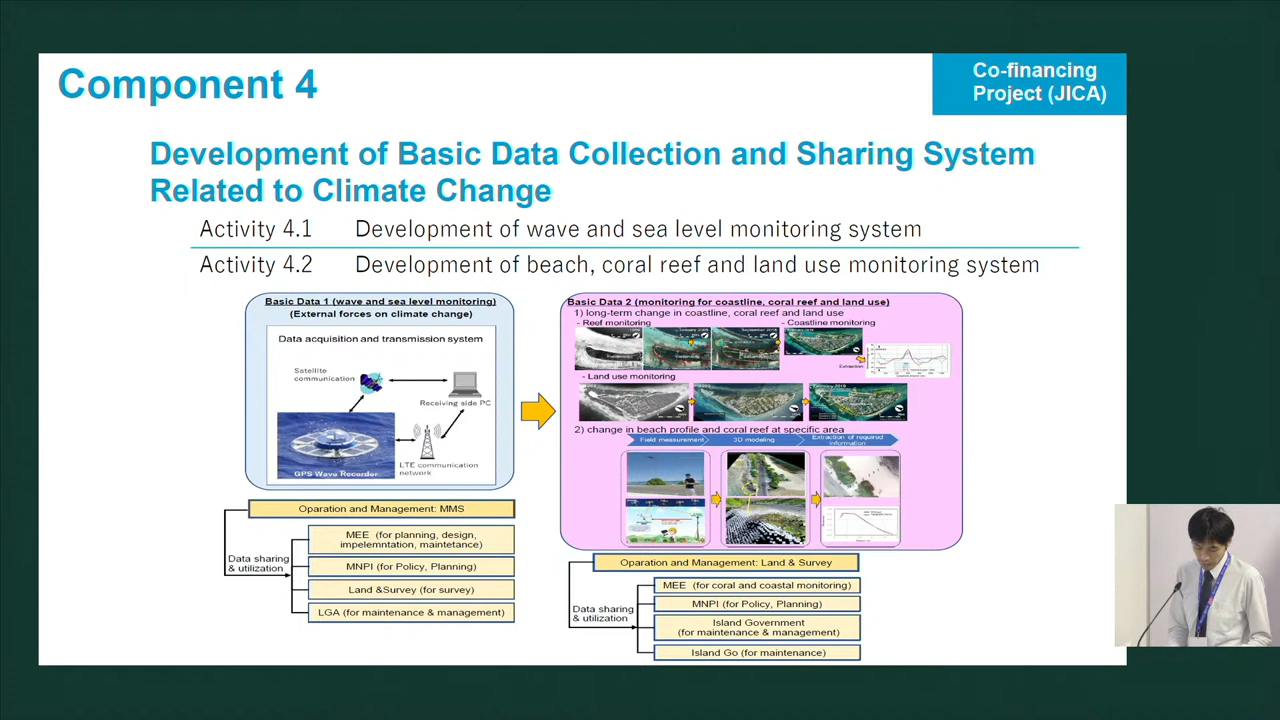 Component 4
Co-financing
Project (JICA)
Development of Basic Data Collection and Sharing System
Related to Climate Change
Activity 4.1 Development of wave and sea level monitoring system
Activity 4.2 Development of beach, coral reef and land use monitoring system
Basic Data 1 (wave and sea level monitoring)
(External forces on climate change)
Data acquisition and transmission system
Satellite
communication
Receiving side PC
GPS Wave Recorder
LTE communication
network
Oparation and Management: MMS
Data sharing
& utilization
MEE (for planning, design,
impelemntation, maintetance)
MNPI (for Policy, Planning)
Land &Survey (for survey)
LGA (for maintenance & management)
Basic Data 2 (monitoring for coastline, coral reef and land use)
1) long-term change in coastline, coral reef and land use
- Reef monitoring
- Coastline monitoring
Extraction
- Land use monitoring
2) change in beach profile and coral reef at specific area
Field measurement
3D modeling
Extraction of required
information
Oparation and Management: Land & Survey
Data sharing
& utilization
MEE (for coral and coastal monitoring)
MNPI (for Policy, Planning)
Island Government
(for maintenance & management)
Island Go (for maintenance)